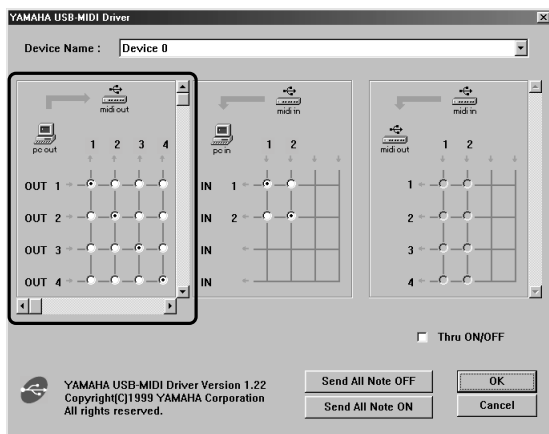 YAMAHA USB-MIDI Driver
Device Name : Device 0
midi out
pc out 1 2 3 4
OUT 1
OUT 2
OUT 3
OUT 4
midi in
pc in 1 2
IN 1
IN 2
IN
IN
midi in
midi out 1 2
1
2
3
4
Thru ON/OFF
YAMAHA USB-MIDI Driver Version 1.22
Copyright(C)1999 YAMAHA Corporation
All rights reserved.
Send All Note OFF
Send All Note ON
OK
Cancel